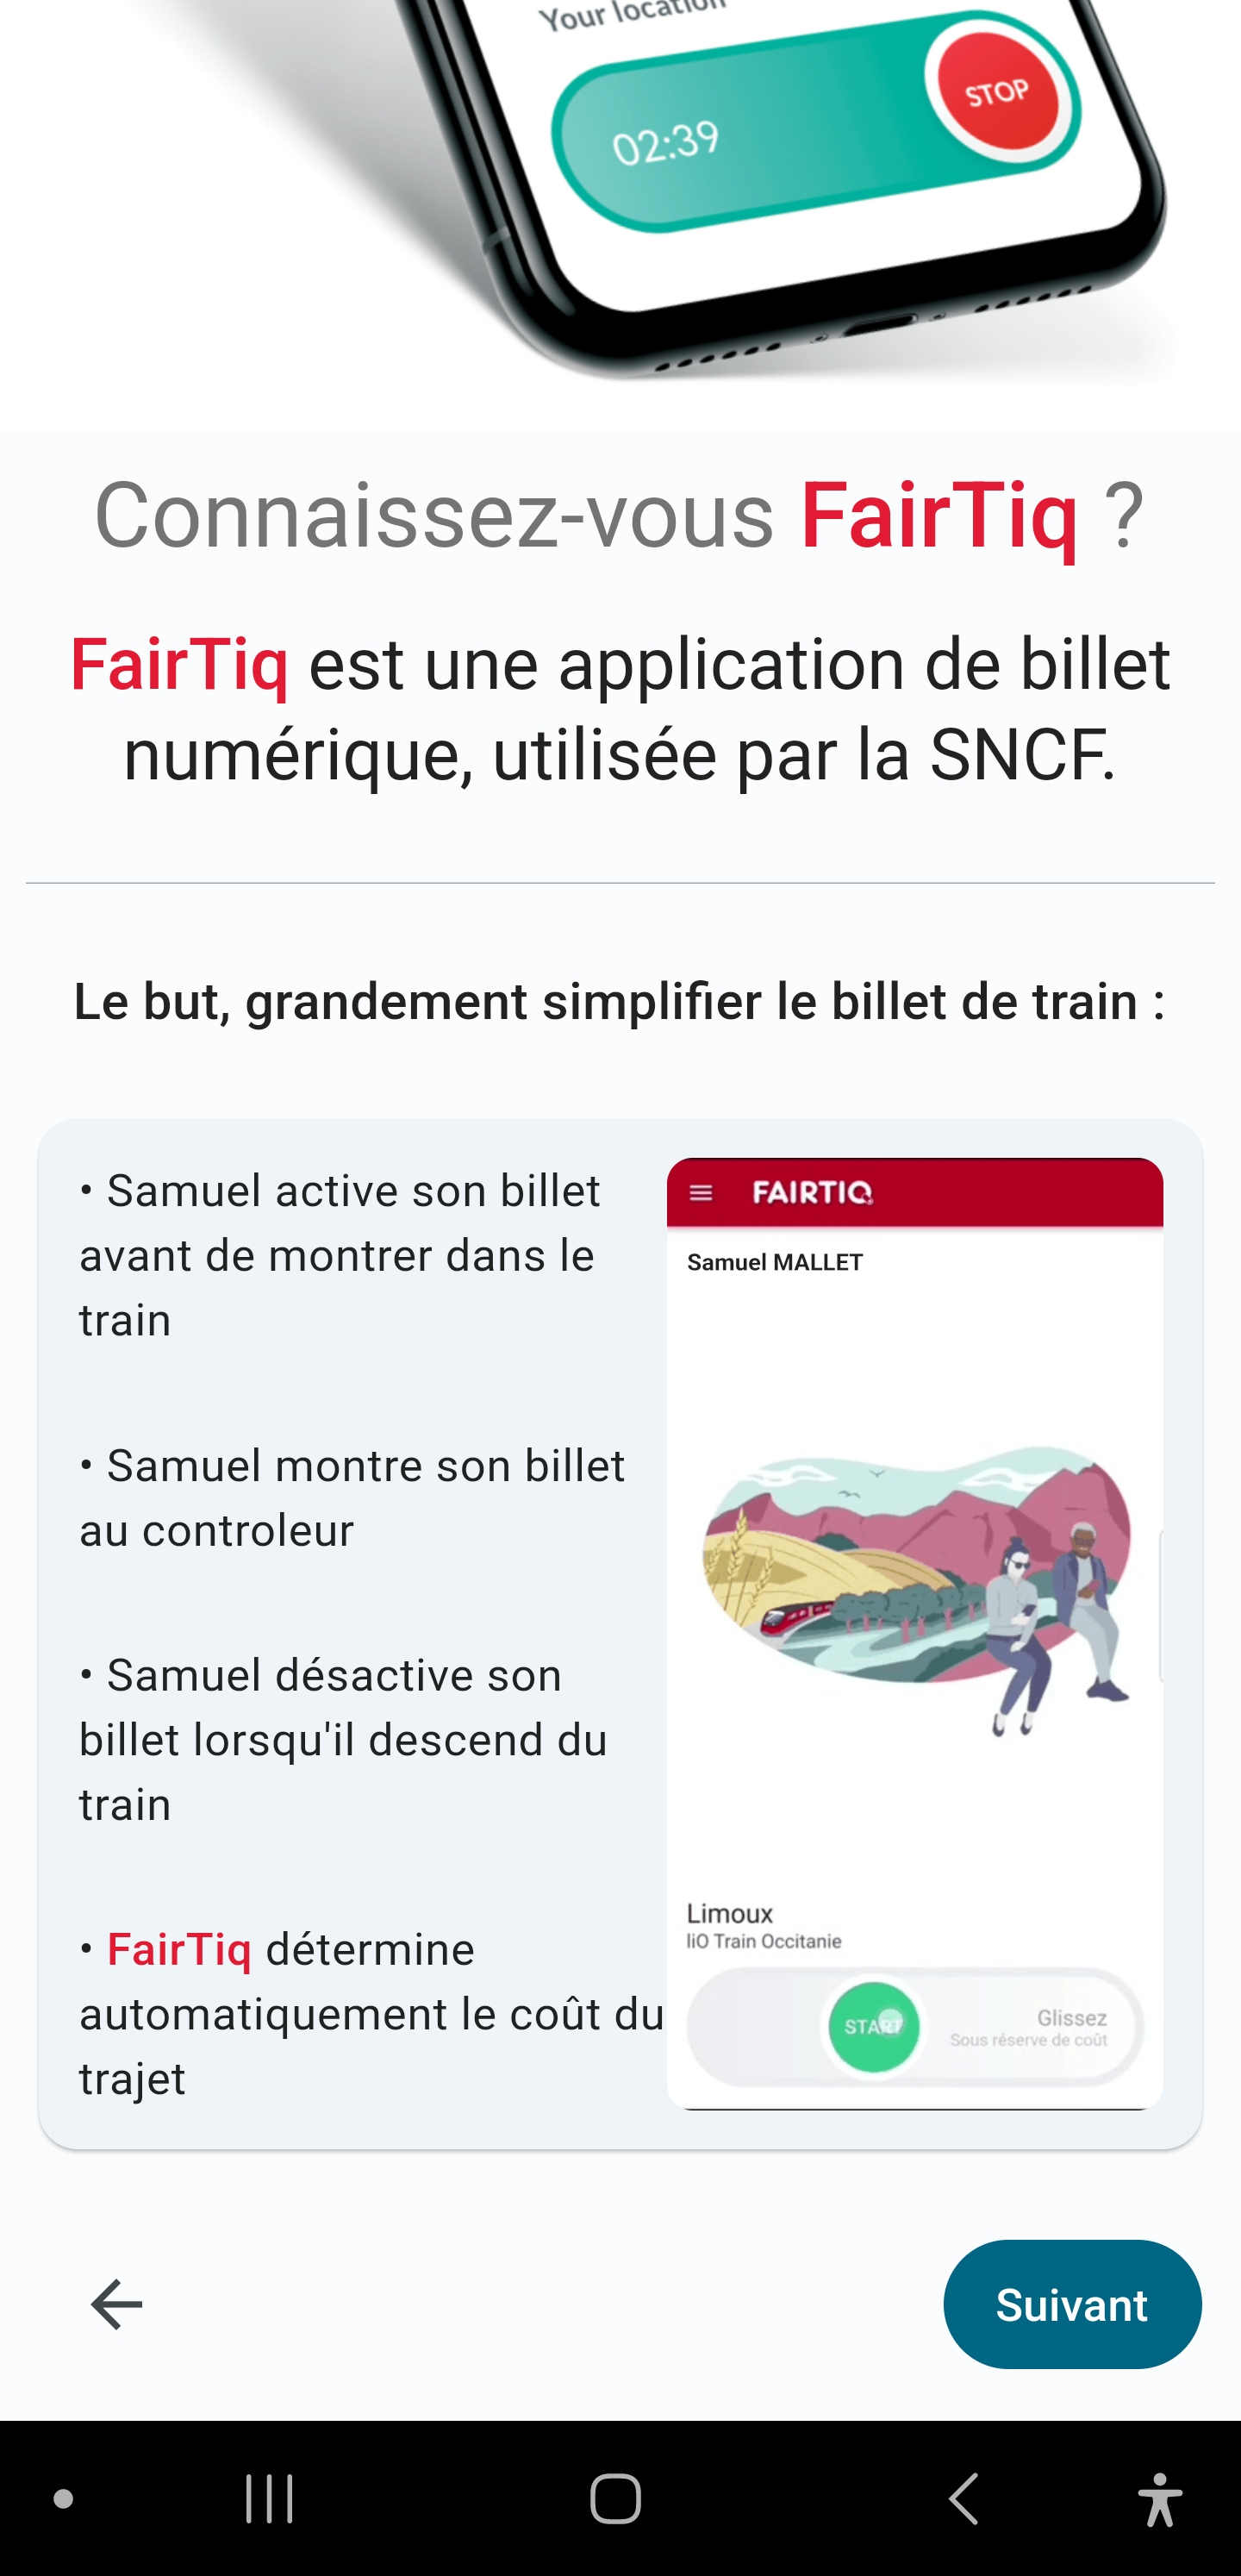 Your location
02:39
STOP
Connaissez-vous FairTiq ?
FairTiq est une application de billet
numérique, utilisée par la SNCF.
Le but, grandement simplifier le billet de train :
• Samuel active son billet
avant de montrer dans le
train
• Samuel montre son billet
au controleur
• Samuel désactive son
billet lorsqu'il descend du
train
• FairTiq détermine
automatiquement le coût du
trajet
FAIRTIQ
Samuel MALLET
Limoux
liO Train Occitanie
START
Glissez
Sous réserve de coût
Suivant